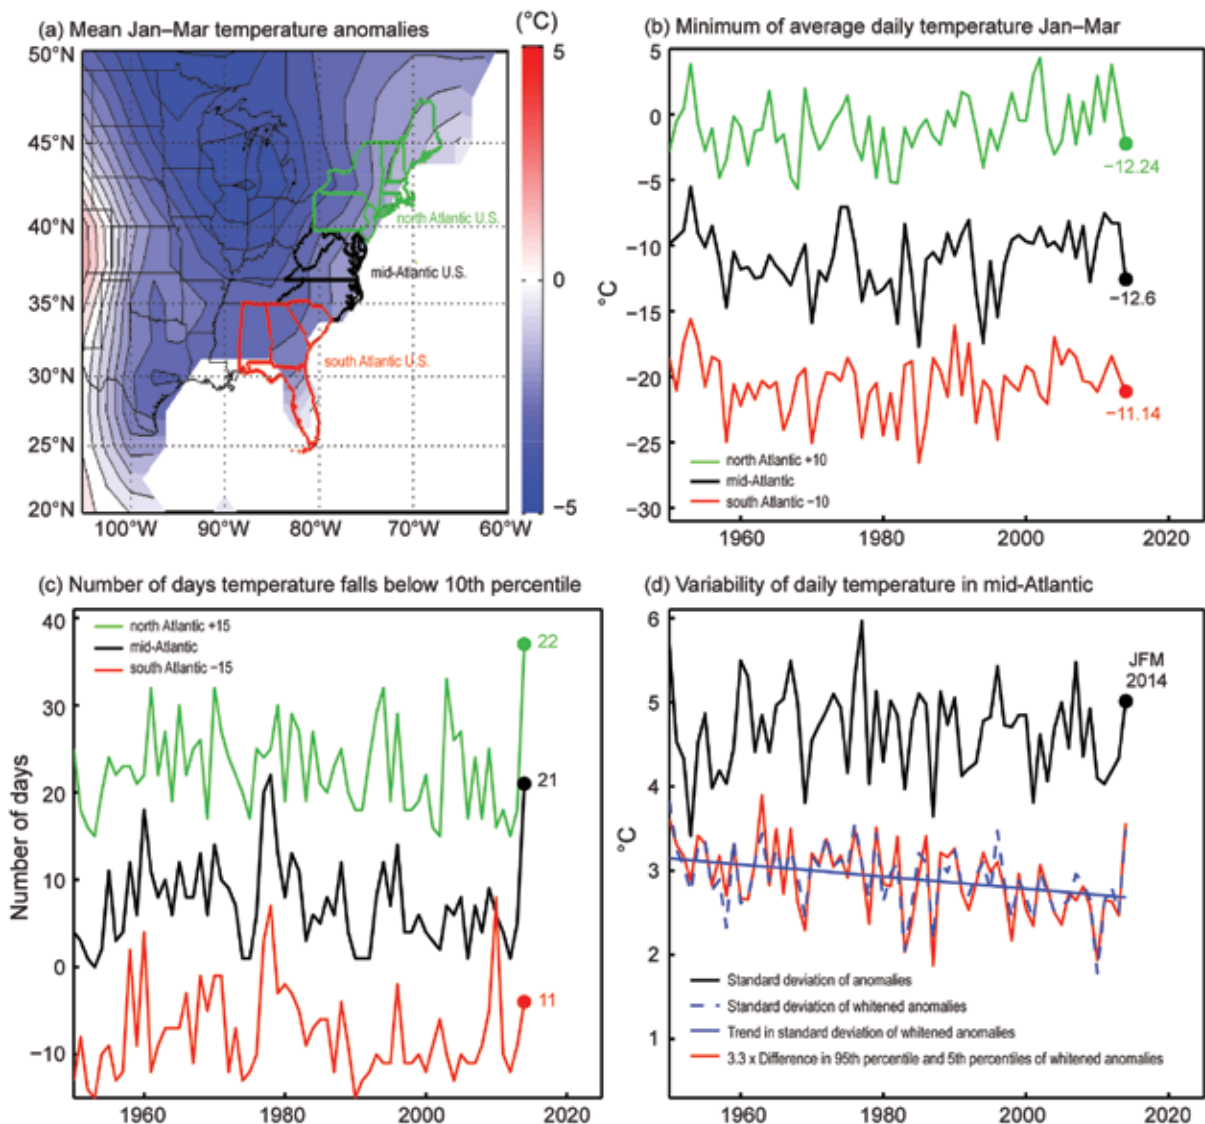 (a) Mean Jan–Mar temperature anomalies
(°C)
50°N
45°N
40°N
35°N
30°N
25°N
20°N
100°W
90°W
80°W
70°W
60°W
5
0
−5
north Atlantic U.S.
mid-Atlantic U.S.
south Atlantic U.S.
(b) Minimum of average daily temperature Jan–Mar
°C
5
0
−5
−10
−15
−20
−25
−30
−12.24
−12.6
−11.14
north Atlantic +10
mid-Atlantic
south Atlantic −10
1960
1980
2000
2020
(c) Number of days temperature falls below 10th percentile
Number of days
40
30
20
10
0
−10
north Atlantic +15
mid-Atlantic
south Atlantic −15
22
21
11
1960
1980
2000
2020
(d) Variability of daily temperature in mid-Atlantic
°C
6
5
4
3
2
1
JFM
2014
Standard deviation of anomalies
Standard deviation of whitened anomalies
Trend in standard deviation of whitened anomalies
3.3 x Difference in 95th percentile and 5th percentiles of whitened anomalies
1960
1980
2000
2020